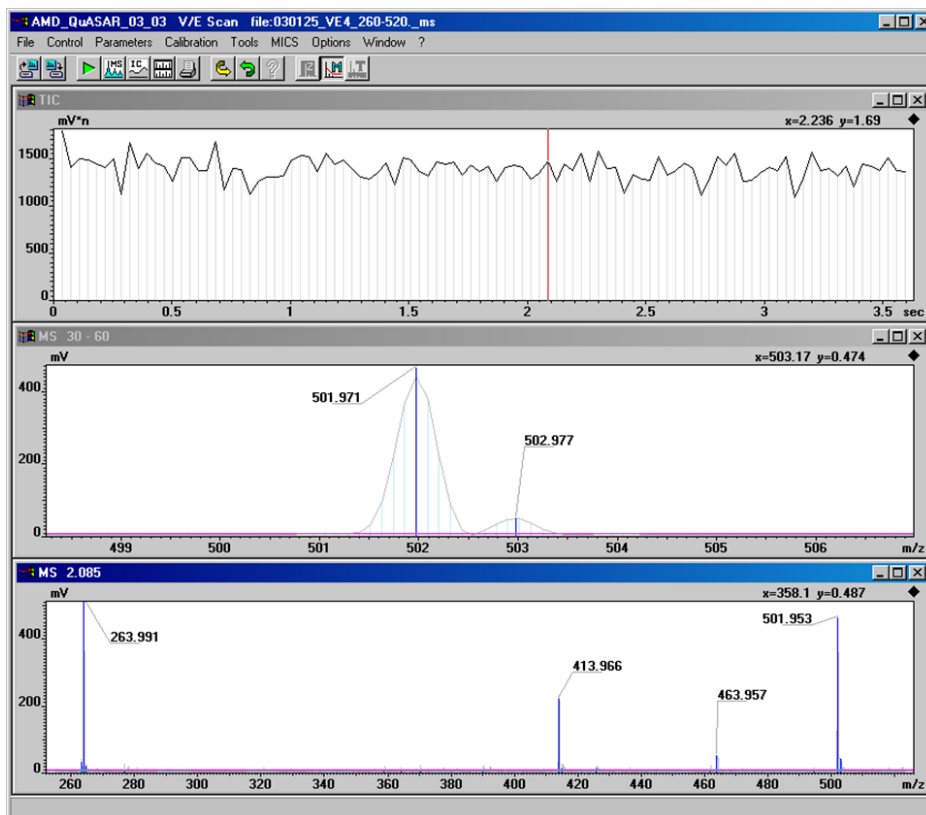 AMD_QuASAR_03_03 V/E Scan file:030125_VE4_260-520._ms
File Control Parameters Calibration Tools MICS Options Window ?
MS IC
TIC
mV*n x=2.236 y=1.69
1500
1000
500
0
0 0.5 1 1.5 2 2.5 3 3.5 sec
MS 30 - 60
mV x=503.17 y=0.474
400
501.971
502.977
200
0
499 500 501 502 503 504 505 506 m/z
MS 2.085
mV x=358.1 y=0.487
501.953
400
263.991
413.966
463.957
200
0
260 280 300 320 340 360 380 400 420 440 460 480 500 m/z